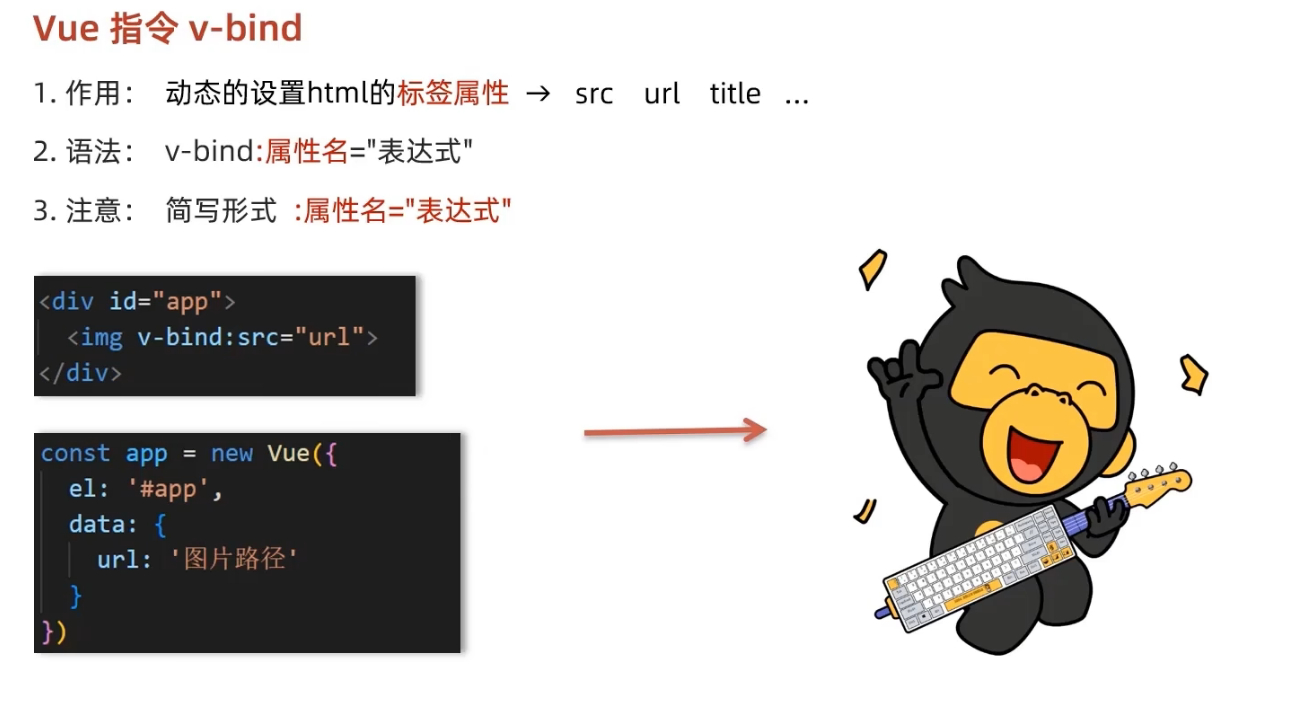 Vue 指令 v-bind
1. 作用： 动态的设置html的标签属性 → src url title ...
2. 语法： v-bind:属性名="表达式"
3. 注意： 简写形式 :属性名="表达式"
<div id="app">
<img v-bind:src="url">
</div>
const app = new Vue({
el: '#app',
data: {
url: '图片路径'
}
})